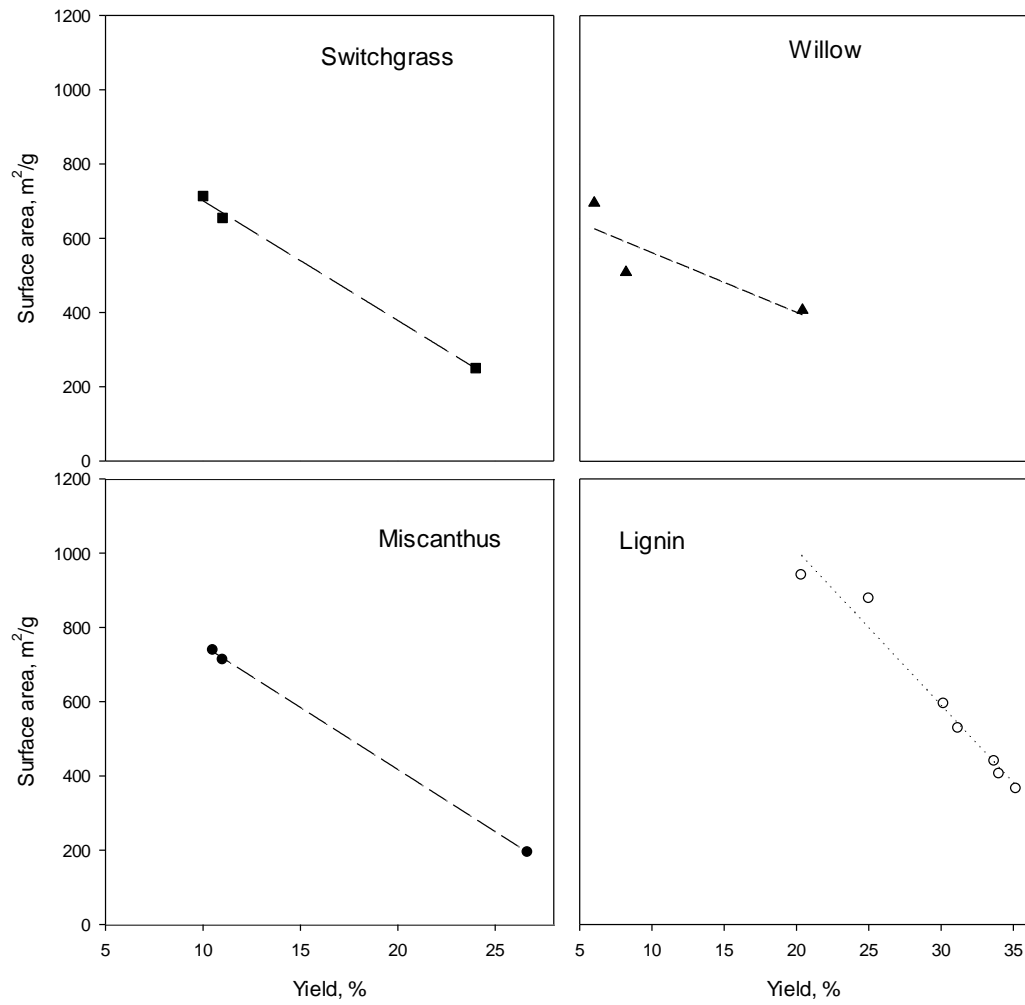 1200
1000
800
600
400
200
0
Surface area, m²/g
Switchgrass
Willow
1200
1000
800
600
400
200
0
Surface area, m²/g
Miscanthus
Lignin
5 10 15 20 25
5 10 15 20 25 30 35
Yield, %
Yield, %